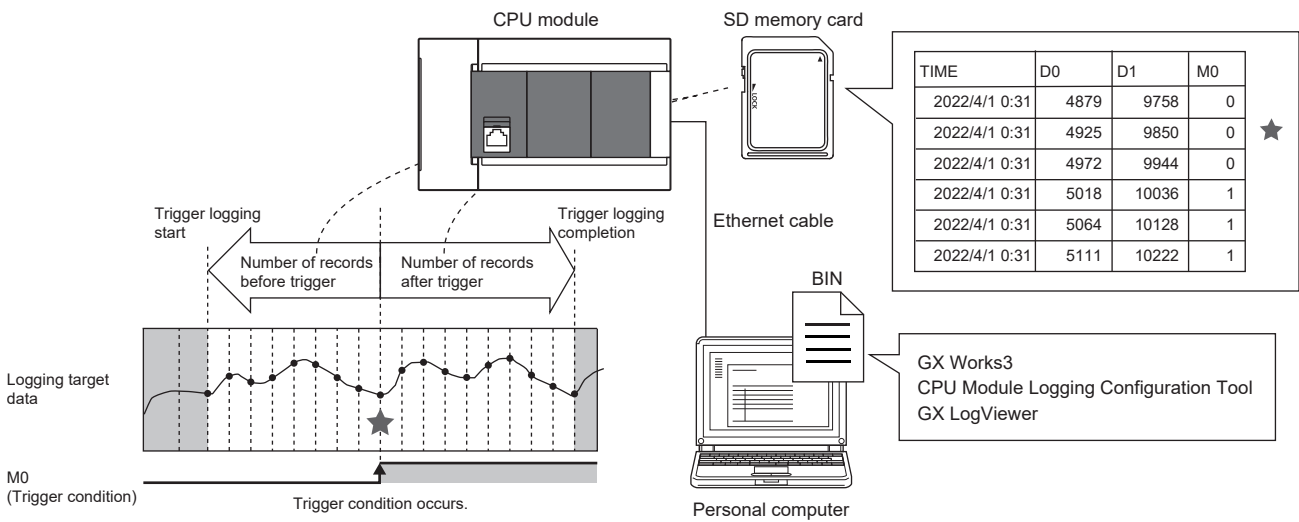 CPU module
SD memory card
LOCK
TIME D0 D1 M0
2022/4/1 0:31 4879 9758 0
2022/4/1 0:31 4925 9850 0
2022/4/1 0:31 4972 9944 0
2022/4/1 0:31 5018 10036 1
2022/4/1 0:31 5064 10128 1
2022/4/1 0:31 5111 10222 1
Trigger logging
start
Trigger logging
completion
Number of records
before trigger
Number of records
after trigger
Ethernet cable
BIN
Logging target
data
GX Works3
CPU Module Logging Configuration Tool
GX LogViewer
M0
(Trigger condition)
Trigger condition occurs.
Personal computer